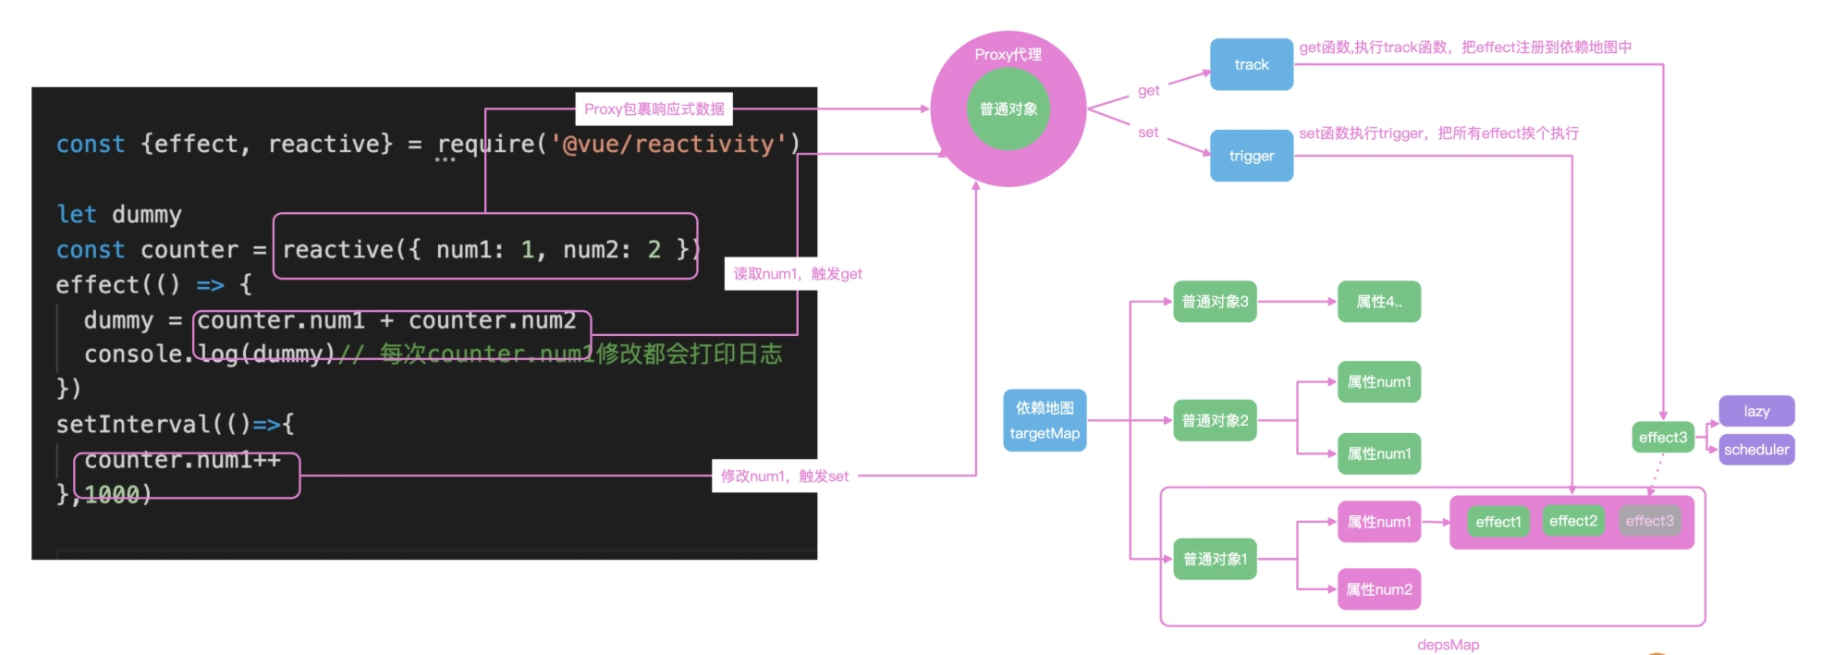 const {effect, reactive} = require('@vue/reactivity')
let dummy
const counter = reactive({ num1: 1, num2: 2 })
effect(() => {
dummy = counter.num1 + counter.num2
console.log(dummy)// 每次counter.num1修改都会打印日志
})
setInterval(()=>{
counter.num1++
},1000)
Proxy包裹响应式数据
读取num1，触发get
修改num1，触发set
Proxy代理
普通对象
get
set
track
get函数,执行track函数，把effect注册到依赖地图中
trigger
set函数执行trigger，把所有effect挨个执行
依赖地图
targetMap
普通对象3
属性4..
普通对象2
属性num1
属性num1
普通对象1
属性num1
属性num2
effect1
effect2
effect3
effect3
lazy
scheduler
depsMap